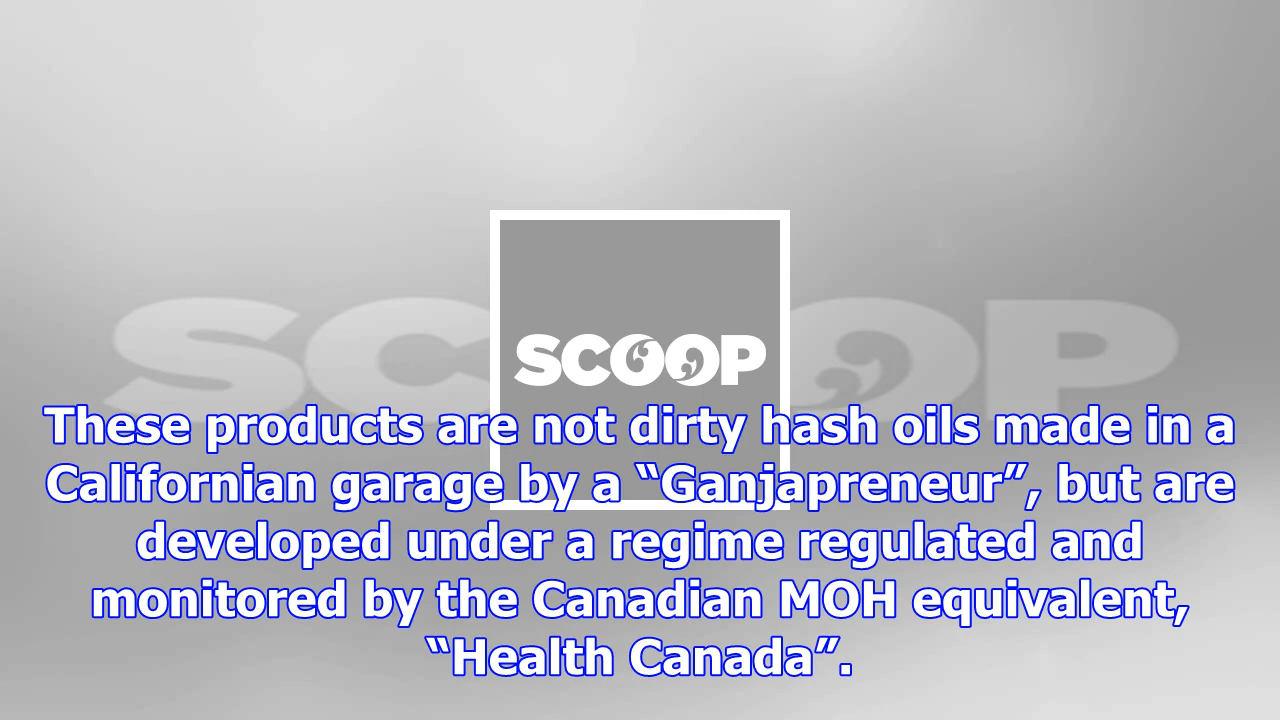 SCOOP
SCOOP
These products are not dirty hash oils made in a
Californian garage by a “Ganjapreneur”, but are
developed under a regime regulated and
monitored by the Canadian MOH equivalent,
“Health Canada”.